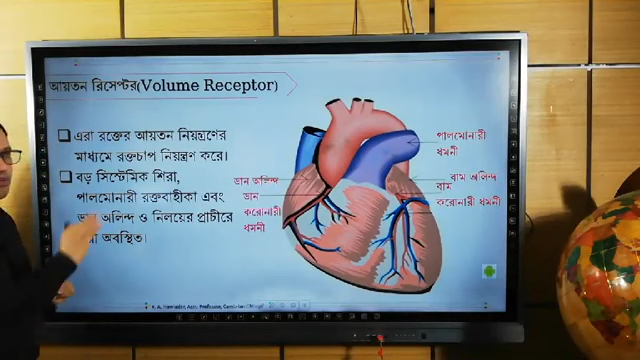 আয়তন রিসেপ্টর(Volume Receptor)
❑ এরা রক্তের আয়তন নিয়ন্ত্রণের
মাধ্যমে রক্তচাপ নিয়ন্ত্রণ করে।
❑ বড় সিস্টেমিক শিরা,
পালমোনারী রক্তবাহীকা এবং
ডান অলিন্দ ও নিলয়ের প্রাচীরে
অবস্থিত।
পালমোনারী
ধমনী
ডান অলিন্দ
ডান
করোনারী
ধমনী
বাম অলিন্দ
বাম
করোনারী ধমনী